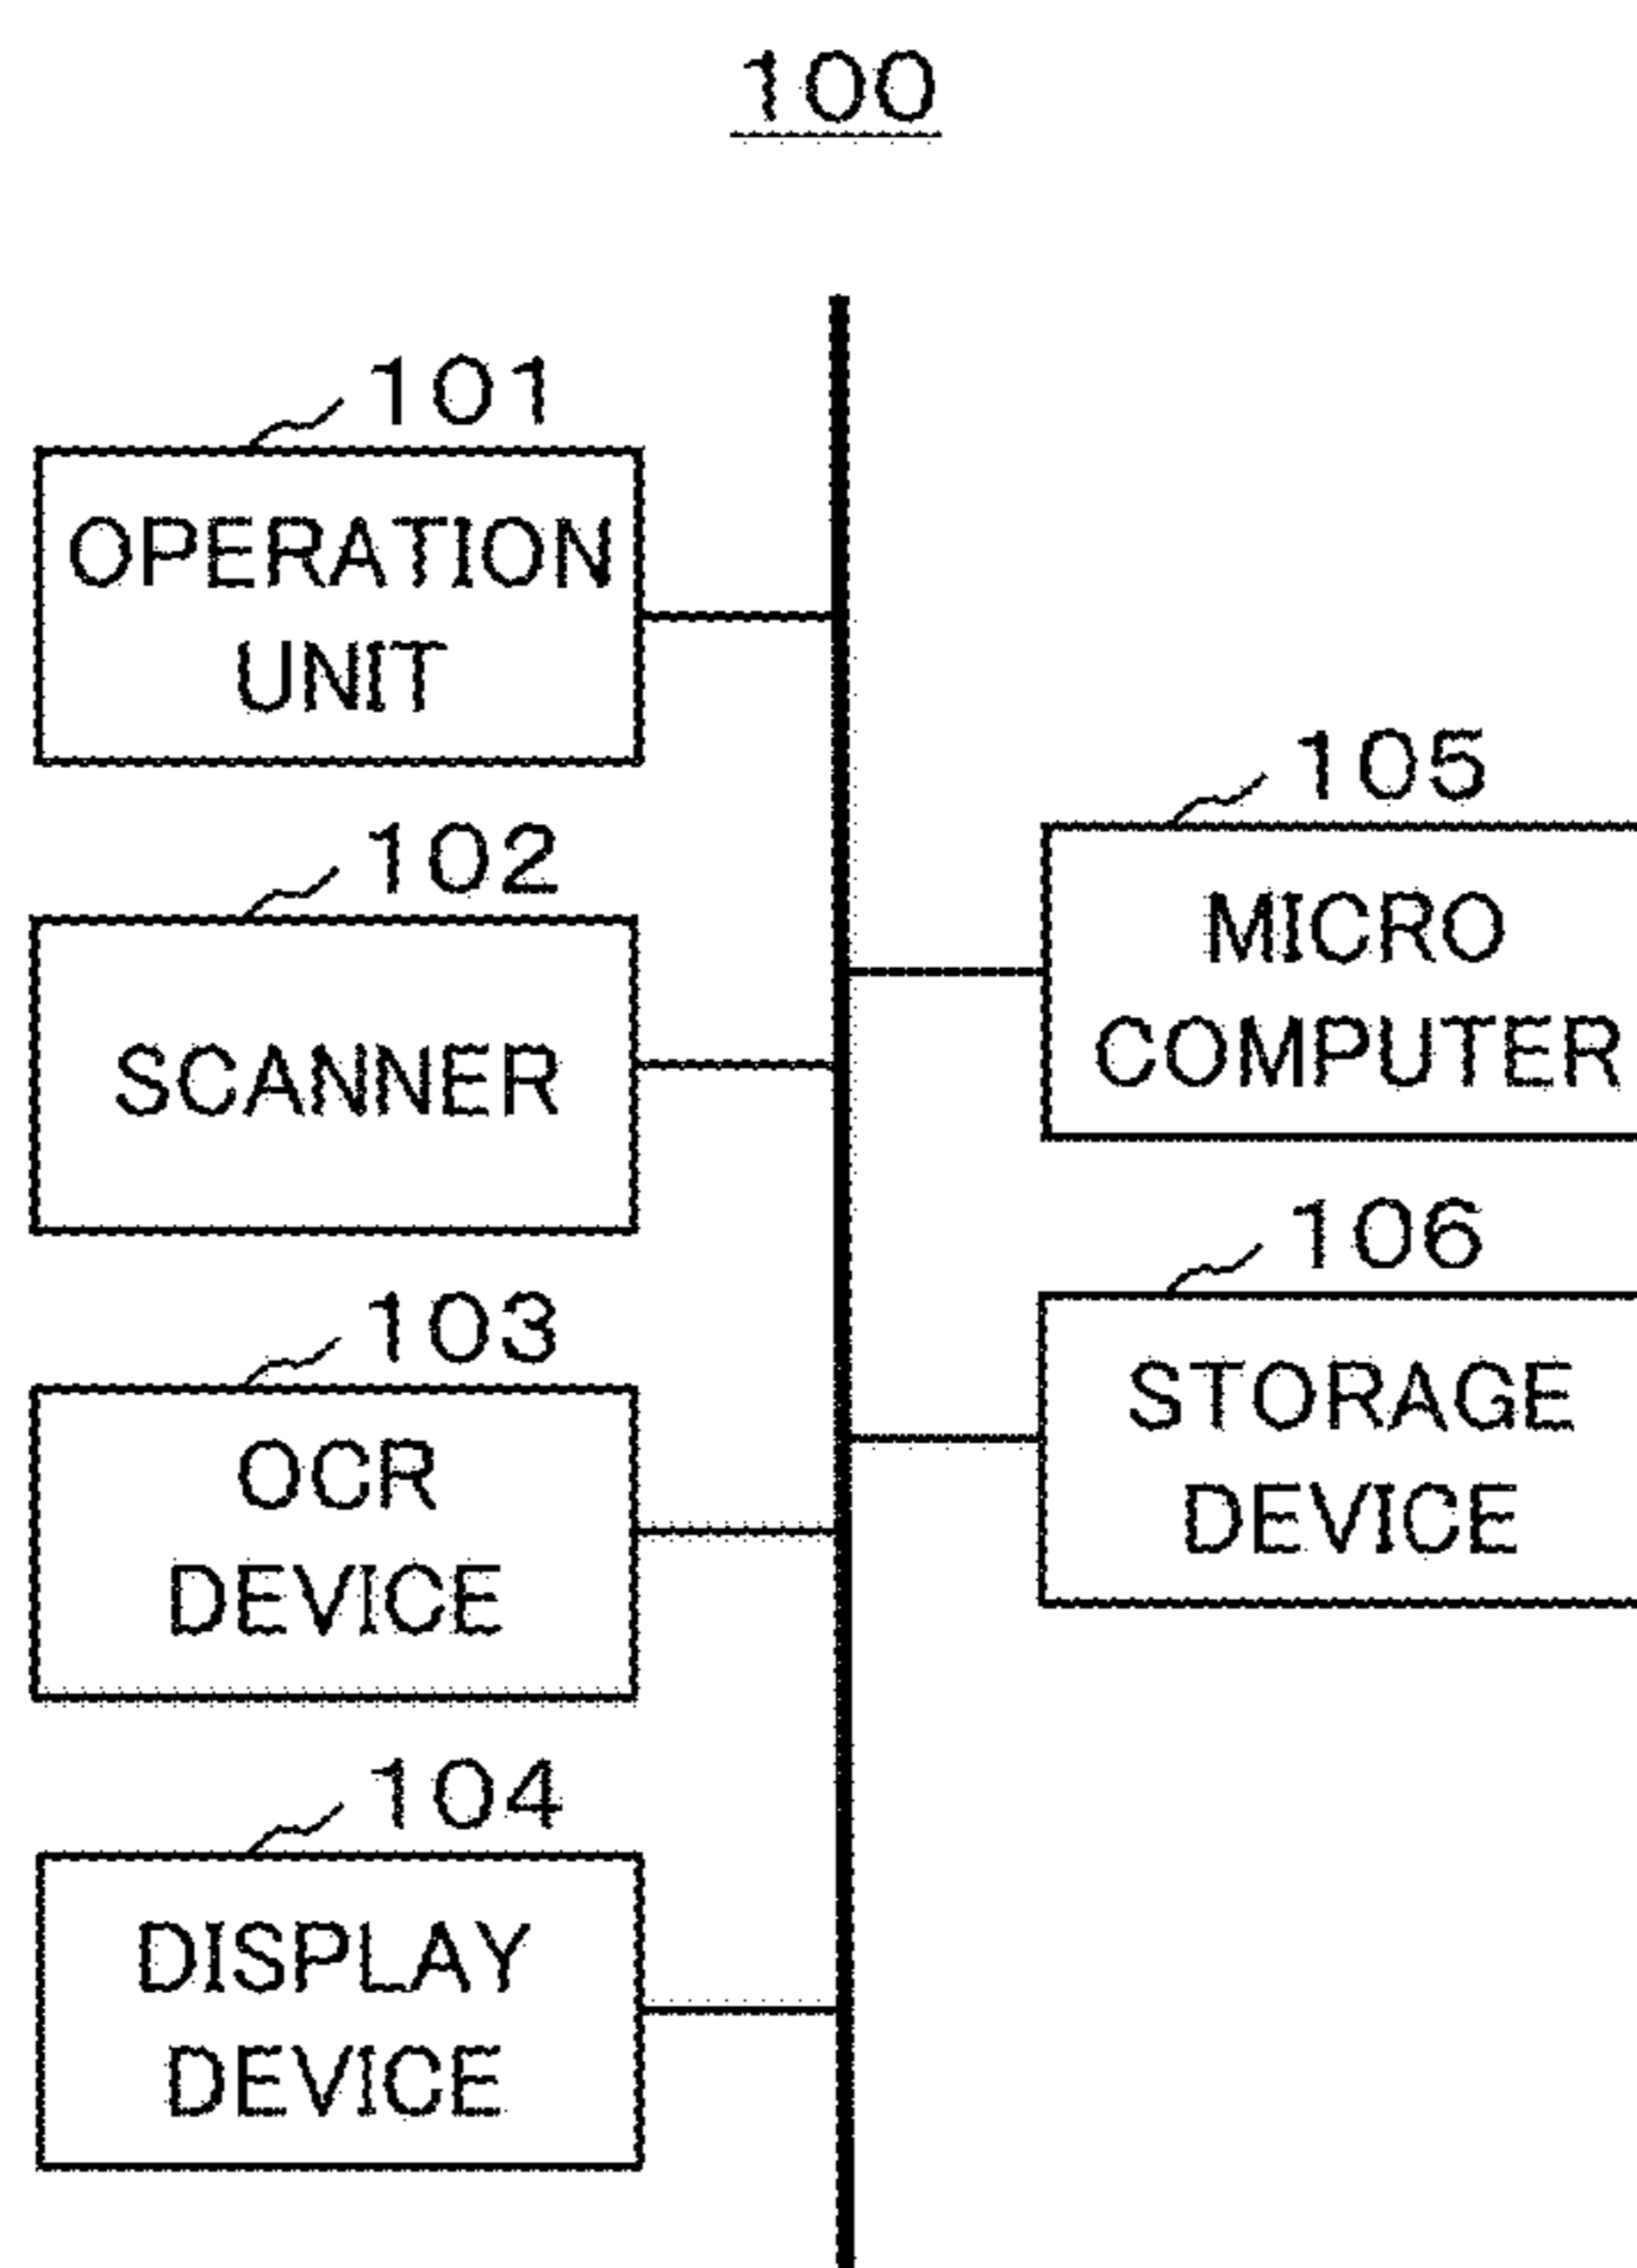 100
101
OPERATION
UNIT
102
SCANNER
103
OCR
DEVICE
104
DISPLAY
DEVICE
105
MICRO
COMPUTER
106
STORAGE
DEVICE